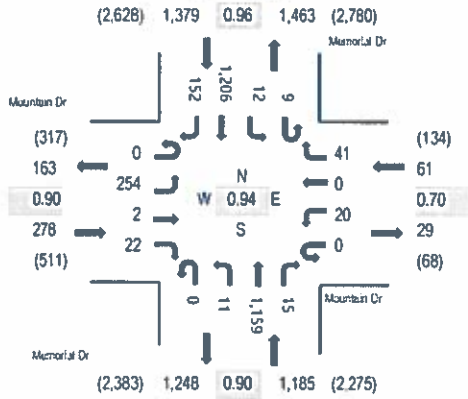 (2,628) 1,379 0.96 1,463 (2,780)
Memorial Dr
Mountain Dr
152 1,206 12 9
(317) 0 41 (134)
163 254 0 61
W N 0.94 E S
0.90 2 20 0.70
278 22 0 29
(511) (68)
0 11 1,159 15
Mountain Dr
Memorial Dr
(2,383) 1,248 0.90 1,185 (2,275)